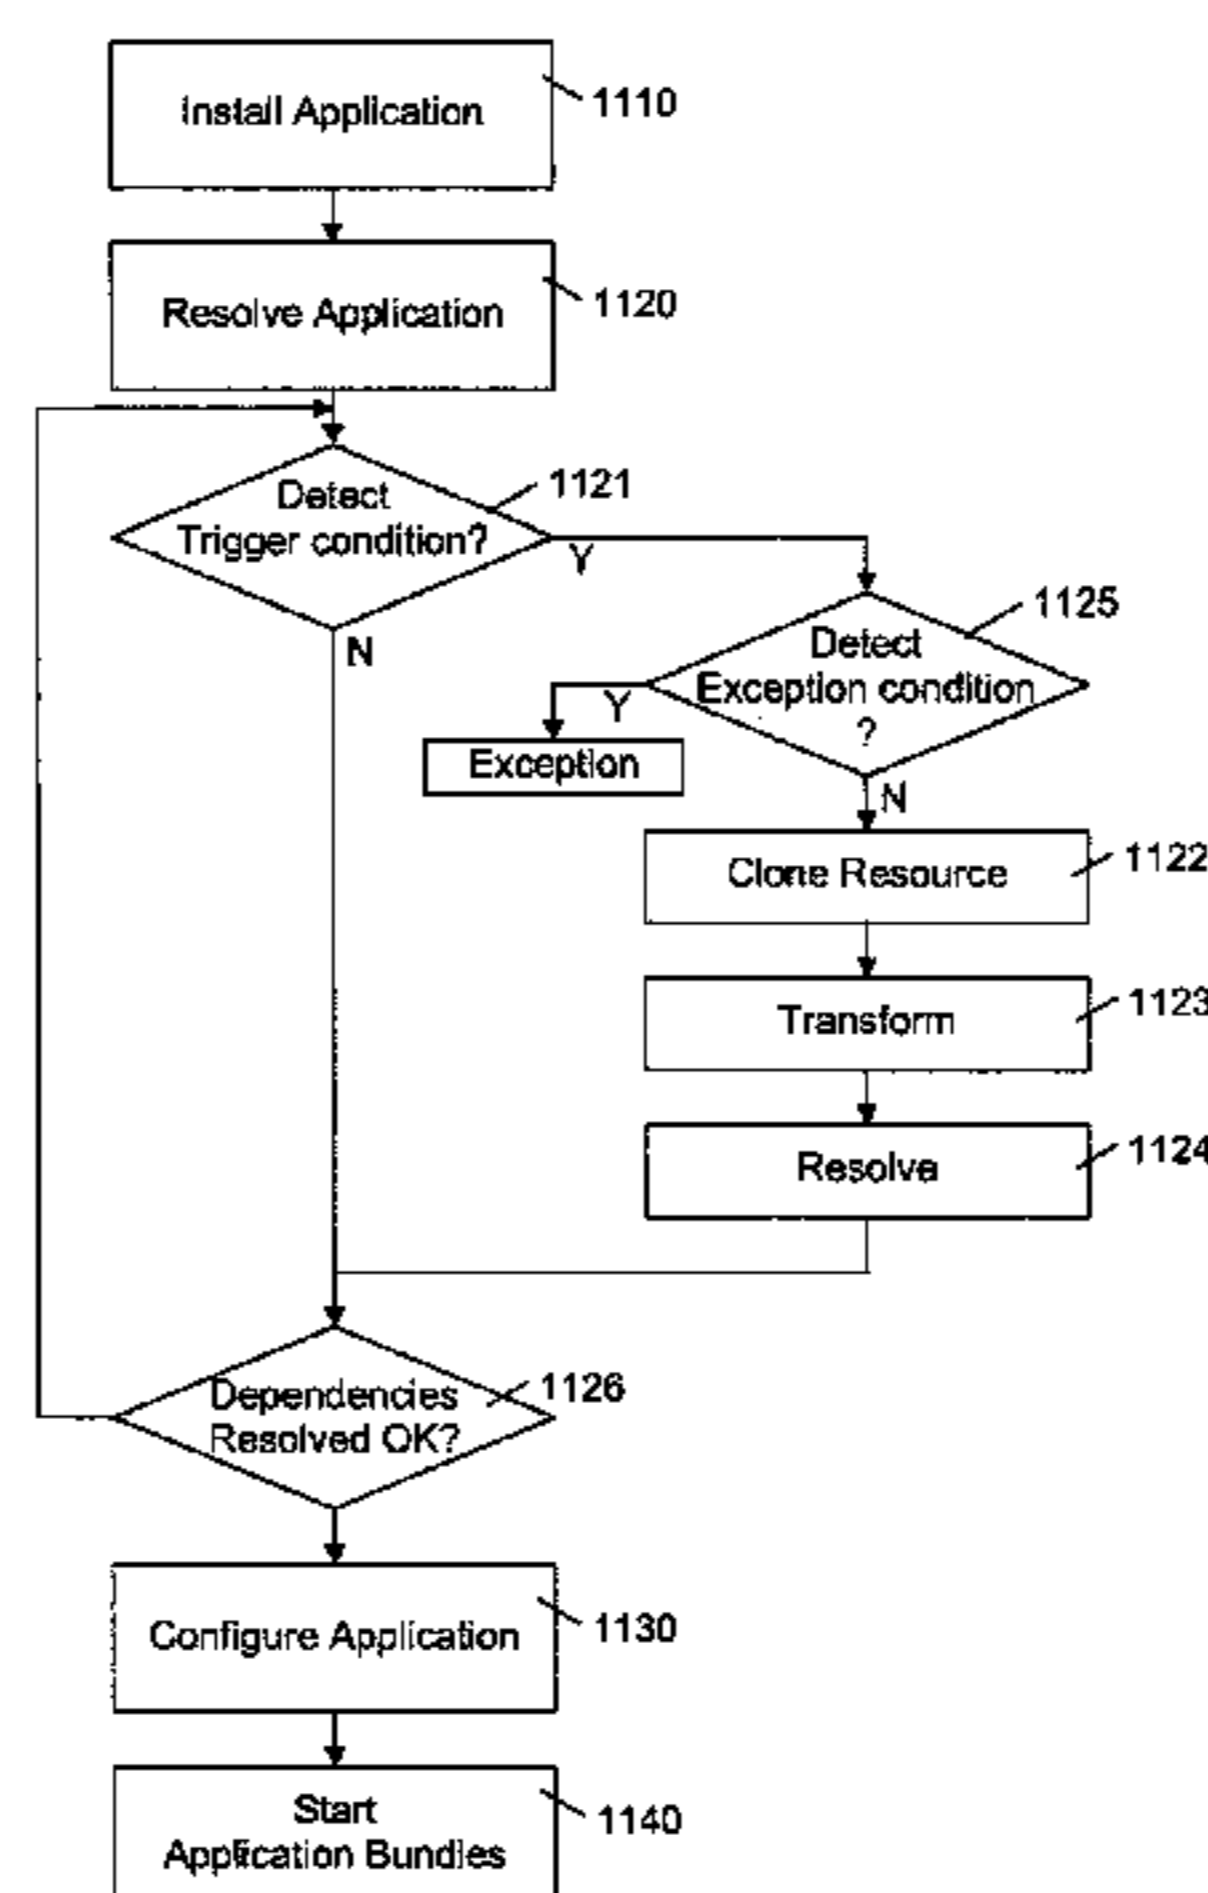 Install Application
1110
Resolve Application
1120
Detect
Trigger condition?
1121
Y
N
Detect
Exception condition
?
1125
Y
Exception
N
Clone Resource
1122
Transform
1123
Resolve
1124
Dependencies
Resolved OK?
1126
Configure Application
1130
Start
Application Bundles
1140